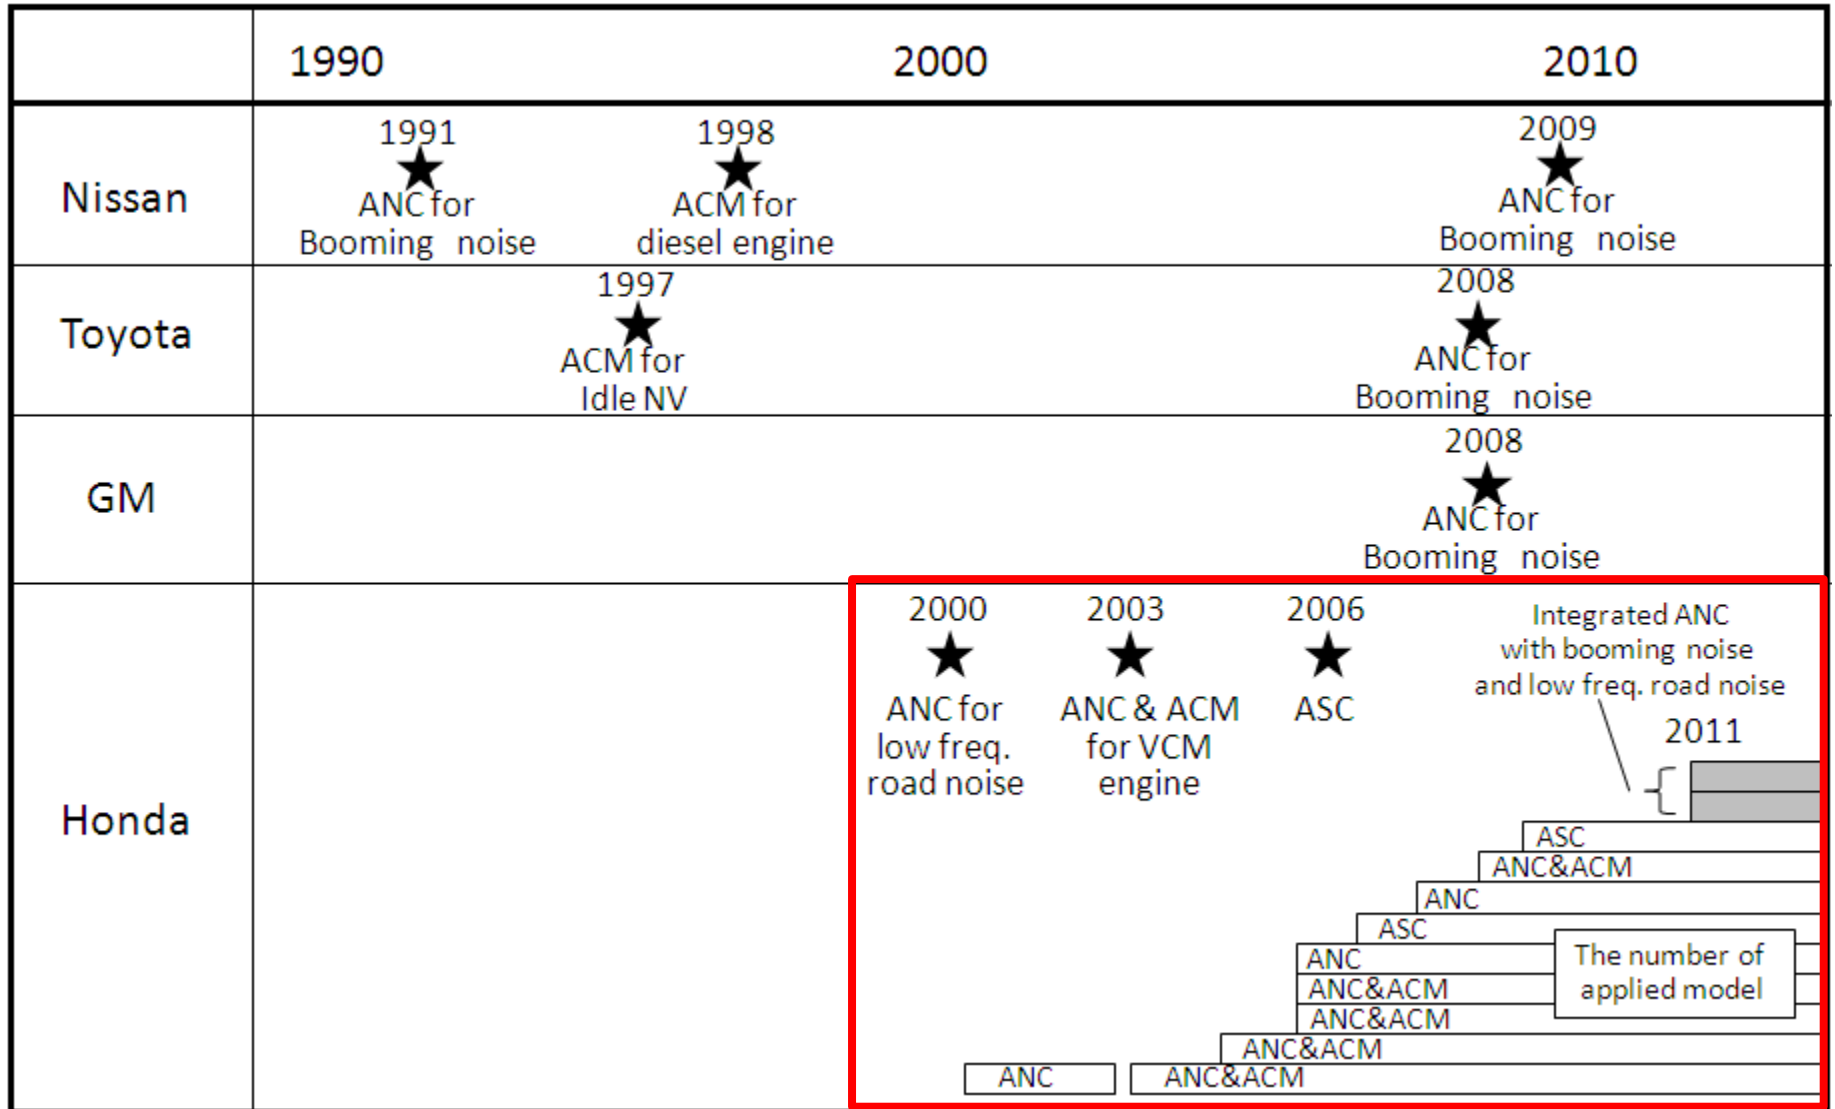 1990 2000 2010
Nissan
1991 1998 2009
ANC for ACM for ANC for
Booming noise diesel engine Booming noise
Toyota
1997 2008
ACM for ANC for
Idle NV Booming noise
GM
2008
ANC for
Booming noise
Honda
2000 2003 2006
ANC for ANC & ACM ASC
low freq. for VCM
road noise engine
Integrated ANC
with booming noise
and low freq. road noise
2011
ASC
ANC&ACM
ANC
ASC
ANC
ANC&ACM
ANC&ACM
ANC&ACM
ANC ANC&ACM
The number of
applied model